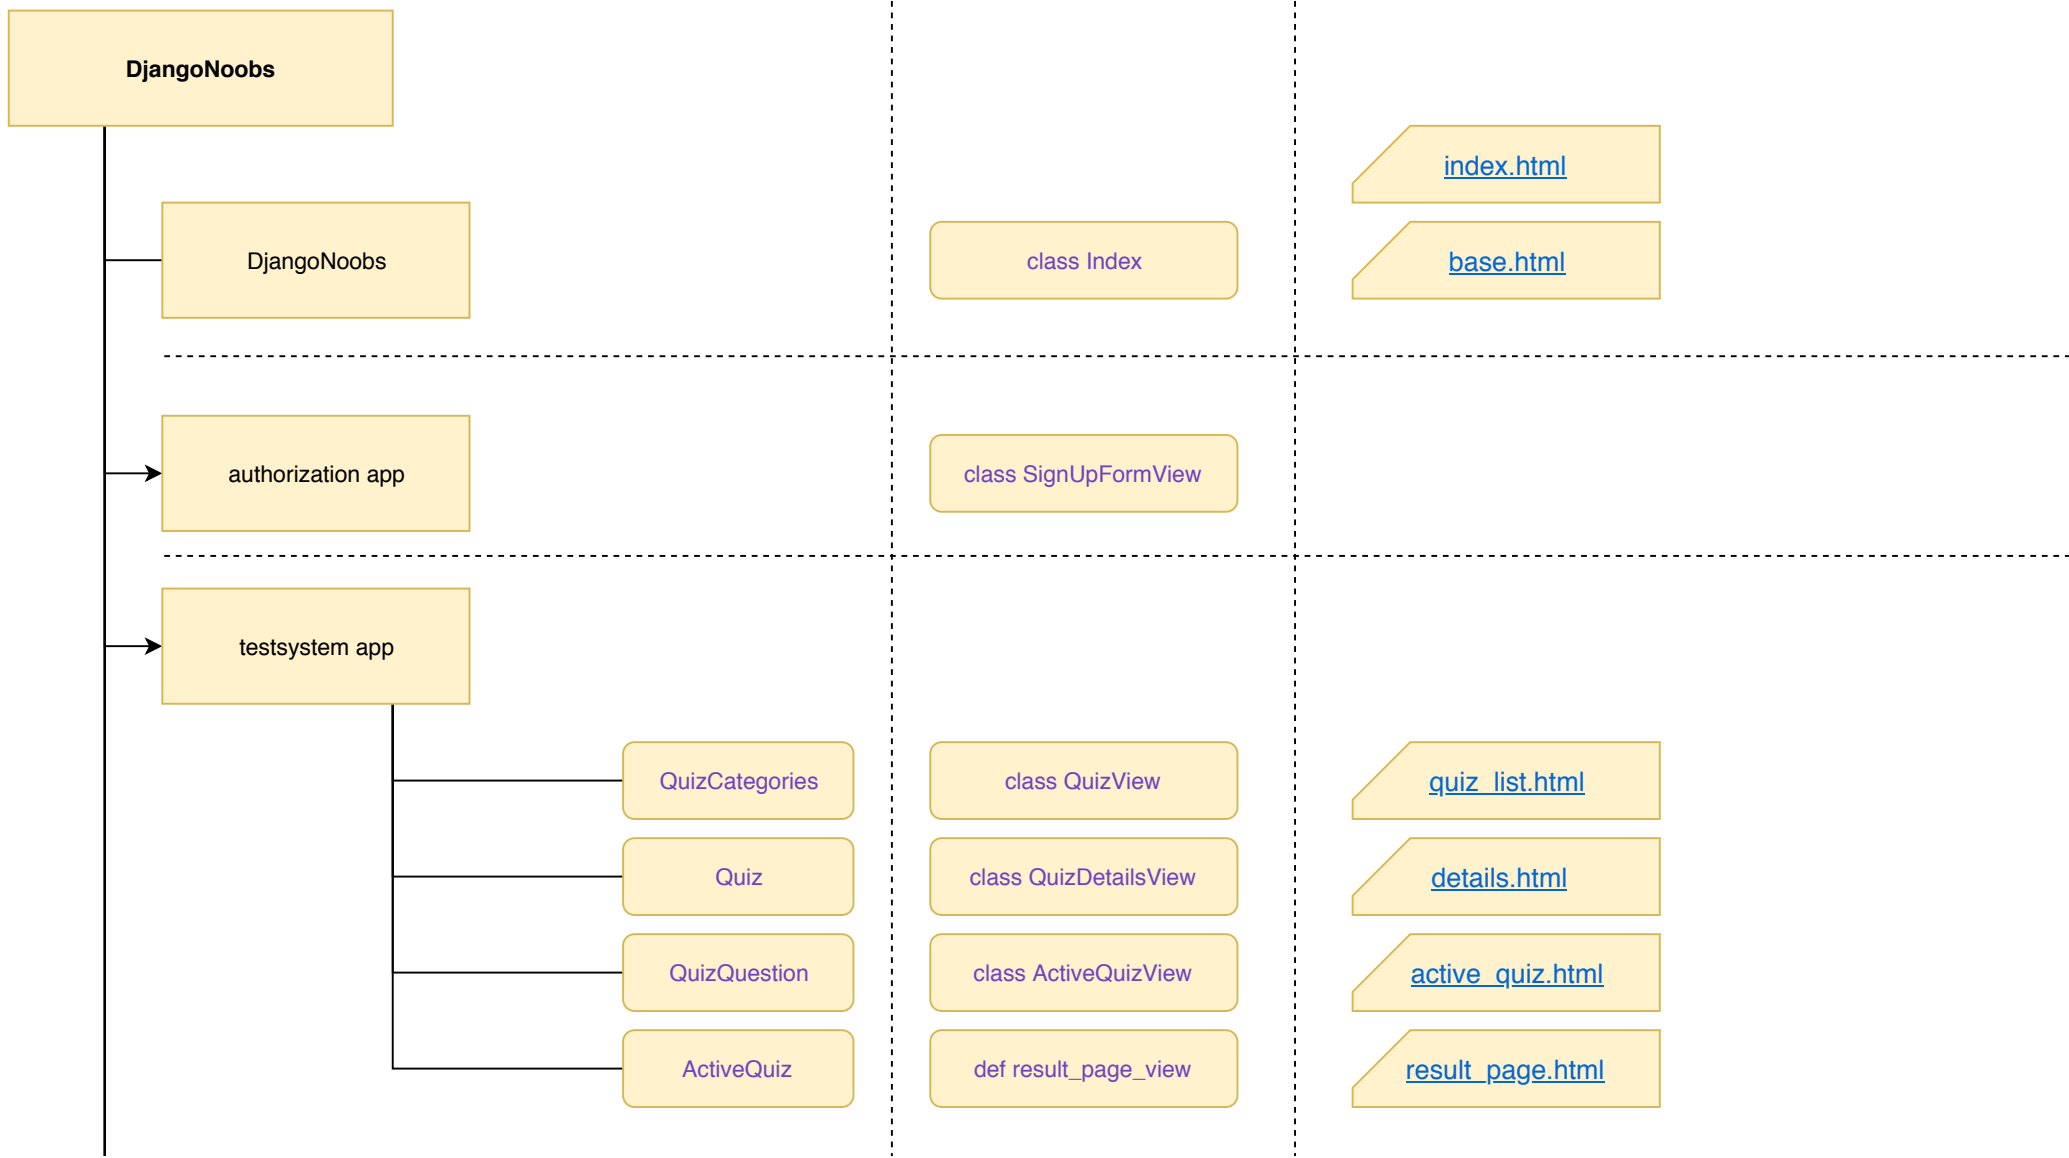 DjangoNoobs
index.html
DjangoNoobs
class Index
base.html
authorization app
class SignUpFormView
testsystem app
QuizCategories
class QuizView
quiz_list.html
Quiz
class QuizDetailsView
details.html
QuizQuestion
class ActiveQuizView
active_quiz.html
ActiveQuiz
def result_page_view
result_page.html